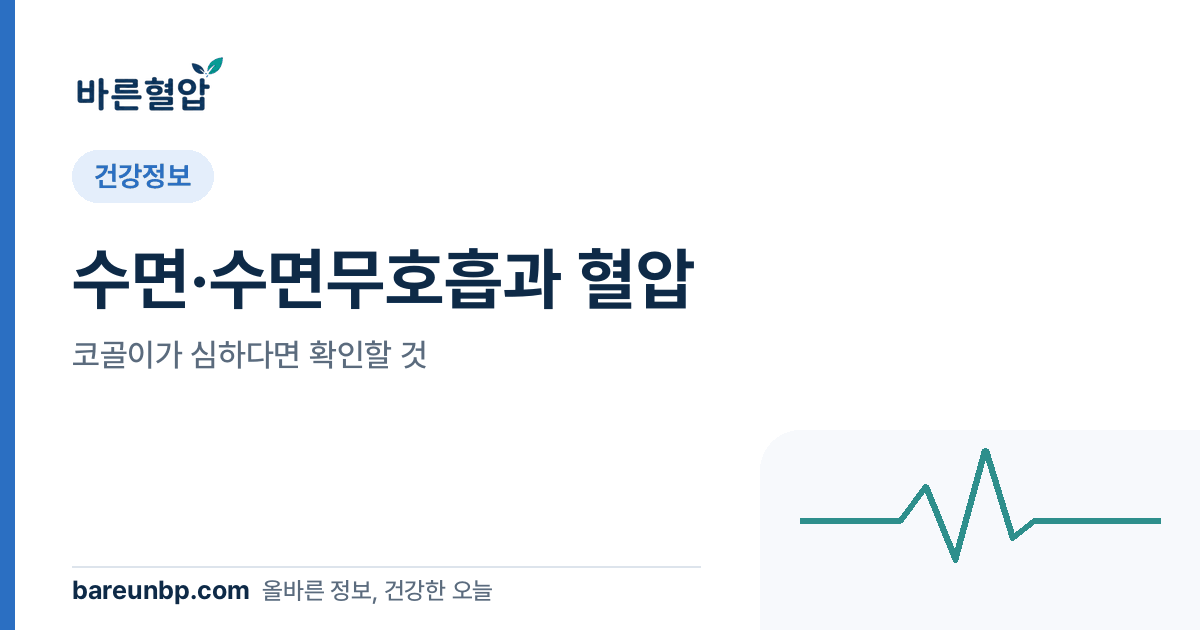 바른혈압
건강정보
수면·수면무호흡과 혈압
코골이가 심하다면 확인할 것
bareunbp.com 올바른 정보, 건강한 오늘